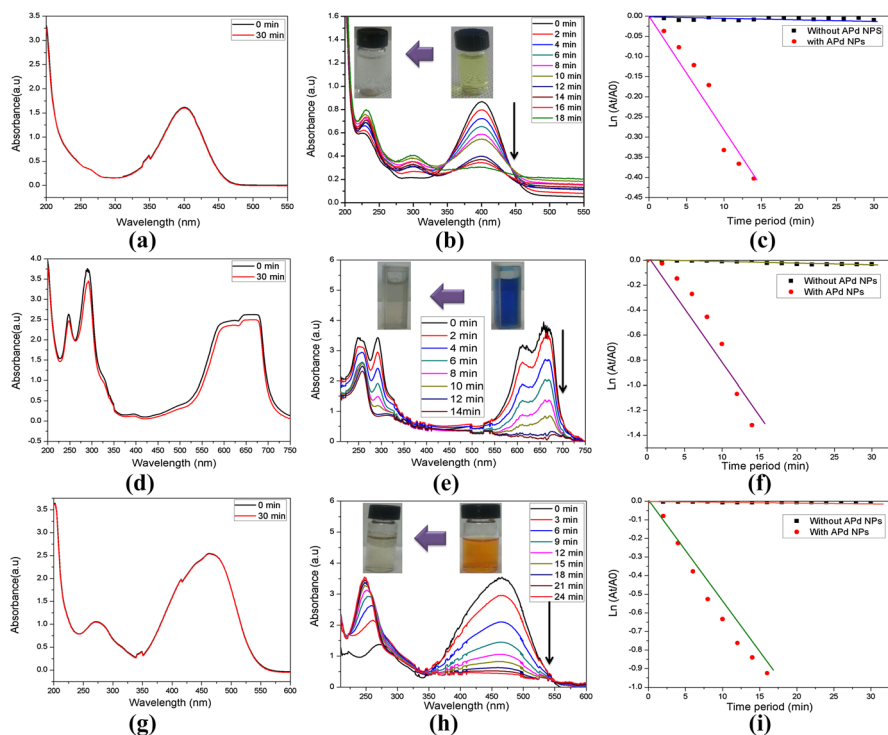 0 min
30 min
Absorbance(a.u)
3.5
3.0
2.5
2.0
1.5
1.0
0.5
0.0
200 250 300 350 400 450 500 550
Wavelength (nm)
(a)
0 min
2 min
4 min
6 min
8 min
10 min
12 min
14 min
16 min
18 min
Absorbance (a.u)
1.6
1.4
1.2
1.0
0.8
0.6
0.4
0.2
0.0
200 250 300 350 400 450 500 550
Wavelength (nm)
(b)
Without APd NPS
with APd NPs
Ln (At/A0)
0.00
-0.05
-0.10
-0.15
-0.20
-0.25
-0.30
-0.35
-0.40
-0.45
0 5 10 15 20 25 30
Time period (min)
(c)
0 min
30 min
Absorbance(a.u)
4.0
3.5
3.0
2.5
2.0
1.5
1.0
0.5
0.0
-0.5
200 250 300 350 400 450 500 550 600 650 700 750
Wavelength (nm)
(d)
0 min
2 min
4 min
6 min
8 min
10 min
12 min
14min
Absorbance (a.u)
6
5
4
3
2
1
0
250 300 350 400 450 500 550 600 650 700 750
Wavelength (nm)
(e)
Without APd NPs
With APd NPs
Ln (At/A0)
0.0
-0.2
-0.4
-0.6
-0.8
-1.0
-1.2
-1.4
0 5 10 15 20 25 30
Time period (min)
(f)
0 min
30 min
Absorbance(a.u)
3.5
3.0
2.5
2.0
1.5
1.0
0.5
0.0
200 250 300 350 400 450 500 550 600
Wavelength (nm)
(g)
0 min
3 min
6 min
9 min
12 min
15 min
18 min
21 min
24 min
Absorbance (a.u)
6
5
4
3
2
1
0
250 300 350 400 450 500 550 600
Wavelength (nm)
(h)
Without APd NPs
With APd NPs
Ln (At/A0)
0.0
-0.1
-0.2
-0.3
-0.4
-0.5
-0.6
-0.7
-0.8
-0.9
-1.0
0 5 10 15 20 25 30
Time period (min)
(i)